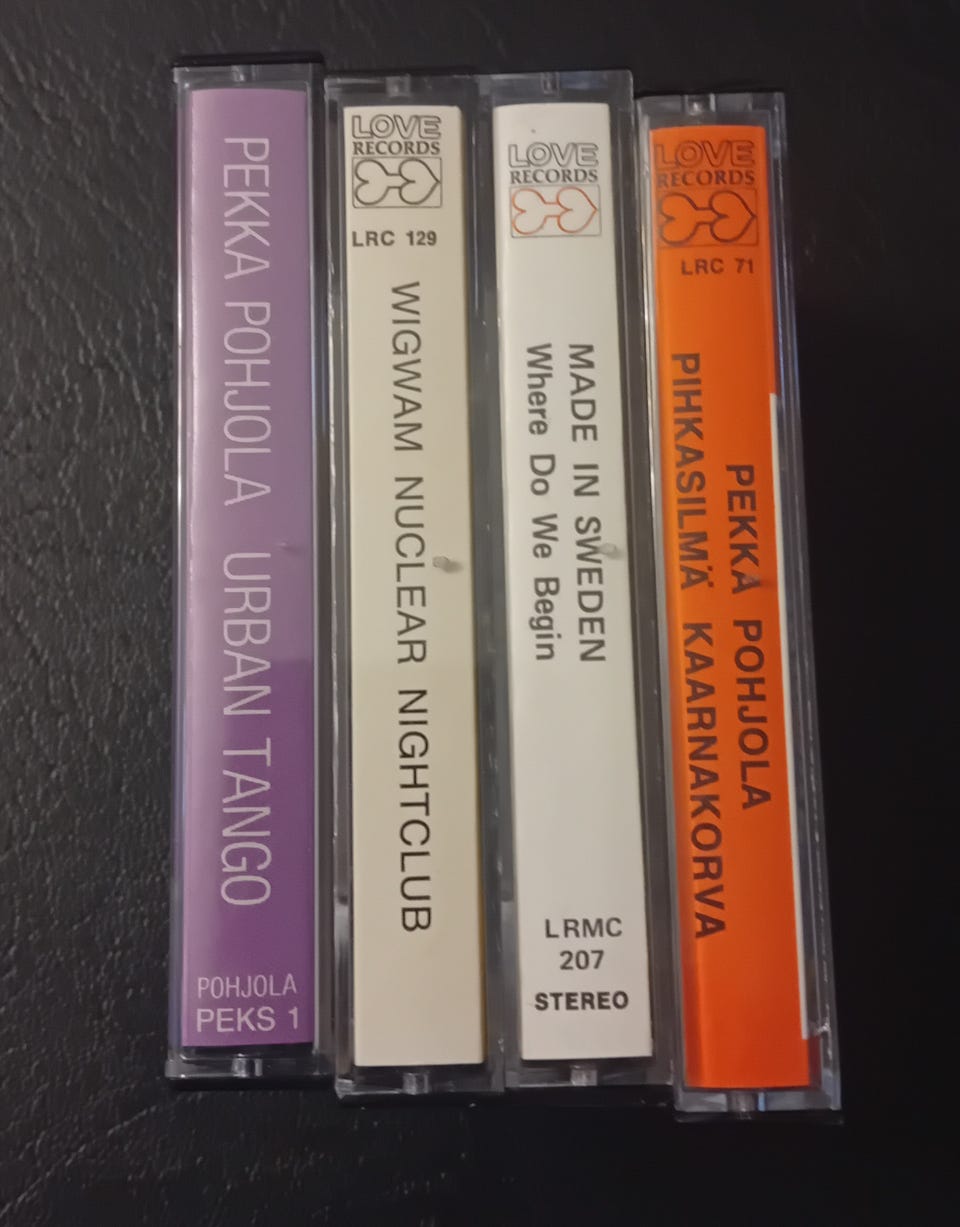 PEKKA POHJOLA URBAN TANGO
POHJOLA
PEKS 1
LOVE
RECORDS
LRC 129
WIGWAM NUCLEAR NIGHTCLUB
LOVE
RECORDS
MADE IN SWEDEN
Where Do We Begin
LRMC
207
STEREO
LOVE
RECORDS
LRC 71
PEKKA POHJOLA
PIHKASILMÄ KAARNAKORVA